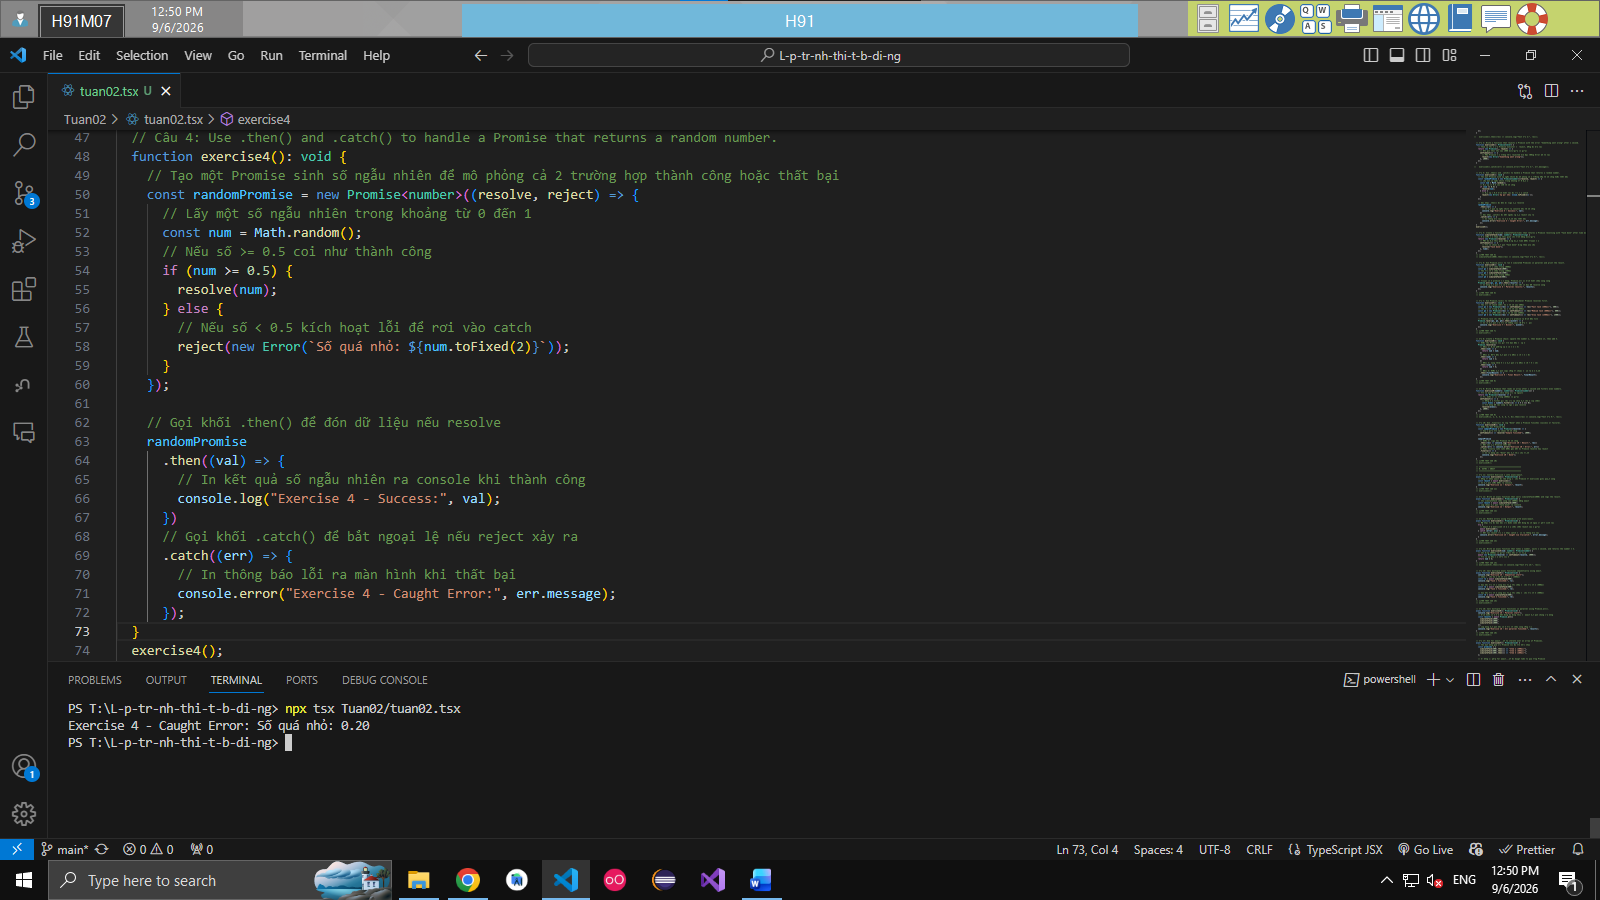 H91M07
12:50 PM
9/6/2026
H91
File Edit Selection View Go Run Terminal Help
L-p-tr-nh-thi-t-b-di-ng
tuan02.tsx U
Tuan02 > tuan02.tsx > exercise4
47 // Câu 4: Use .then() and .catch() to handle a Promise that returns a random number.
48 function exercise4(): void {
49 // Tạo một Promise sinh số ngẫu nhiên để mô phỏng cả 2 trường hợp thành công hoặc thất bại
50 const randomPromise = new Promise<number>((resolve, reject) => {
51 // Lấy một số ngẫu nhiên trong khoảng từ 0 đến 1
52 const num = Math.random();
53 // Nếu số >= 0.5 coi như thành công
54 if (num >= 0.5) {
55 resolve(num);
56 } else {
57 // Nếu số < 0.5 kích hoạt lỗi để rơi vào catch
58 reject(new Error(`Số quá nhỏ: ${num.toFixed(2)}`));
59 }
60 });
61
62 // Gọi khối .then() để đón dữ liệu nếu resolve
63 randomPromise
64 .then((val) => {
65 // In kết quả số ngẫu nhiên ra console khi thành công
66 console.log("Exercise 4 - Success:", val);
67 })
68 // Gọi khối .catch() để bắt ngoại lệ nếu reject xảy ra
69 .catch((err) => {
70 // In thông báo lỗi ra màn hình khi thất bại
71 console.error("Exercise 4 - Caught Error:", err.message);
72 });
73 }
74 exercise4();
PROBLEMS OUTPUT TERMINAL PORTS DEBUG CONSOLE
powershell
PS T:\L-p-tr-nh-thi-t-b-di-ng> npx tsx Tuan02/tuan02.tsx
Exercise 4 - Caught Error: Số quá nhỏ: 0.20
PS T:\L-p-tr-nh-thi-t-b-di-ng>
main* 0 0 0
Ln 73, Col 4 Spaces: 4 UTF-8 CRLF TypeScript JSX Go Live Prettier
Type here to search
ENG
12:50 PM
9/6/2026